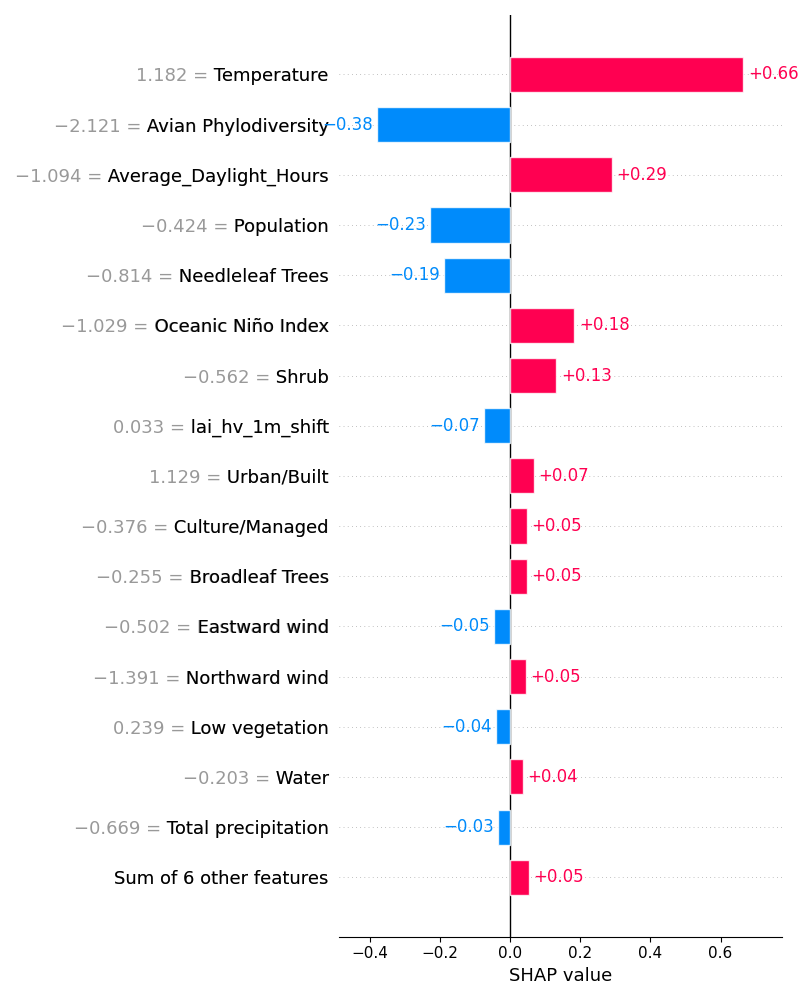 1.182 = Temperature +0.66
−2.121 = Avian Phylodiversity −0.38
−1.094 = Average_Daylight_Hours +0.29
−0.424 = Population −0.23
−0.814 = Needleleaf Trees −0.19
−1.029 = Oceanic Niño Index +0.18
−0.562 = Shrub +0.13
0.033 = lai_hv_1m_shift −0.07
1.129 = Urban/Built +0.07
−0.376 = Culture/Managed +0.05
−0.255 = Broadleaf Trees +0.05
−0.502 = Eastward wind −0.05
−1.391 = Northward wind +0.05
0.239 = Low vegetation −0.04
−0.203 = Water +0.04
−0.669 = Total precipitation −0.03
Sum of 6 other features +0.05
−0.4 −0.2 0.0 0.2 0.4 0.6
SHAP value